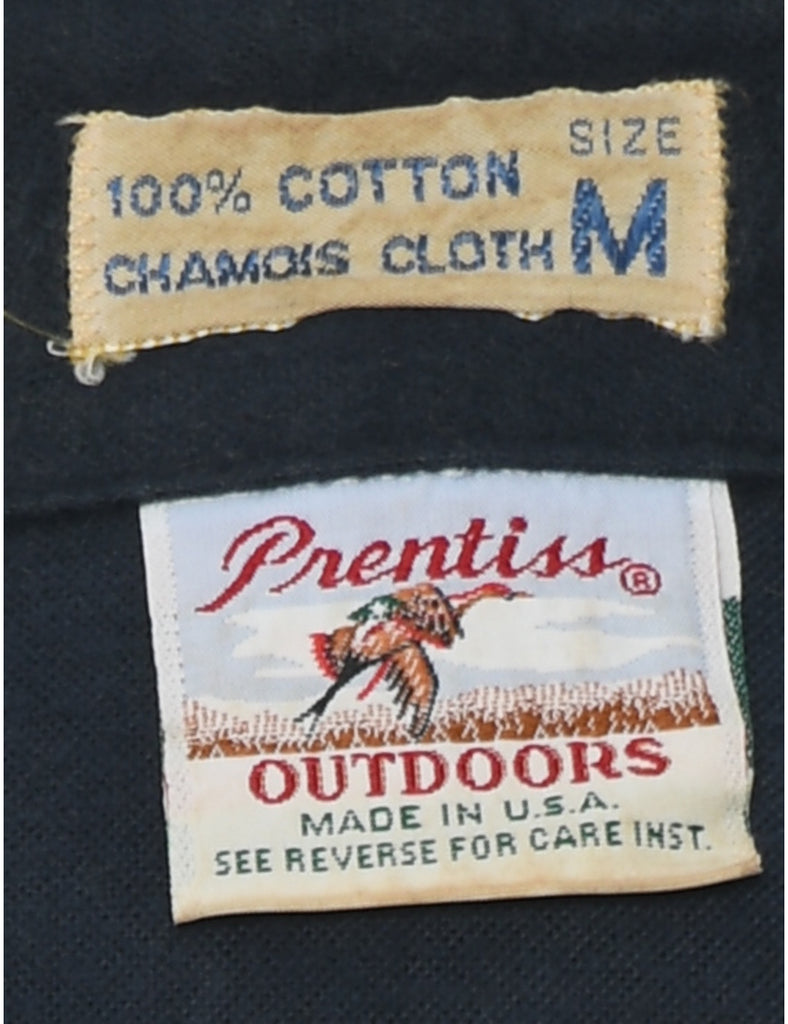 100% COTTON
CHAMOIS CLOTH
SIZE
M
Prentiss®
OUTDOORS
MADE IN U.S.A.
SEE REVERSE FOR CARE INST.